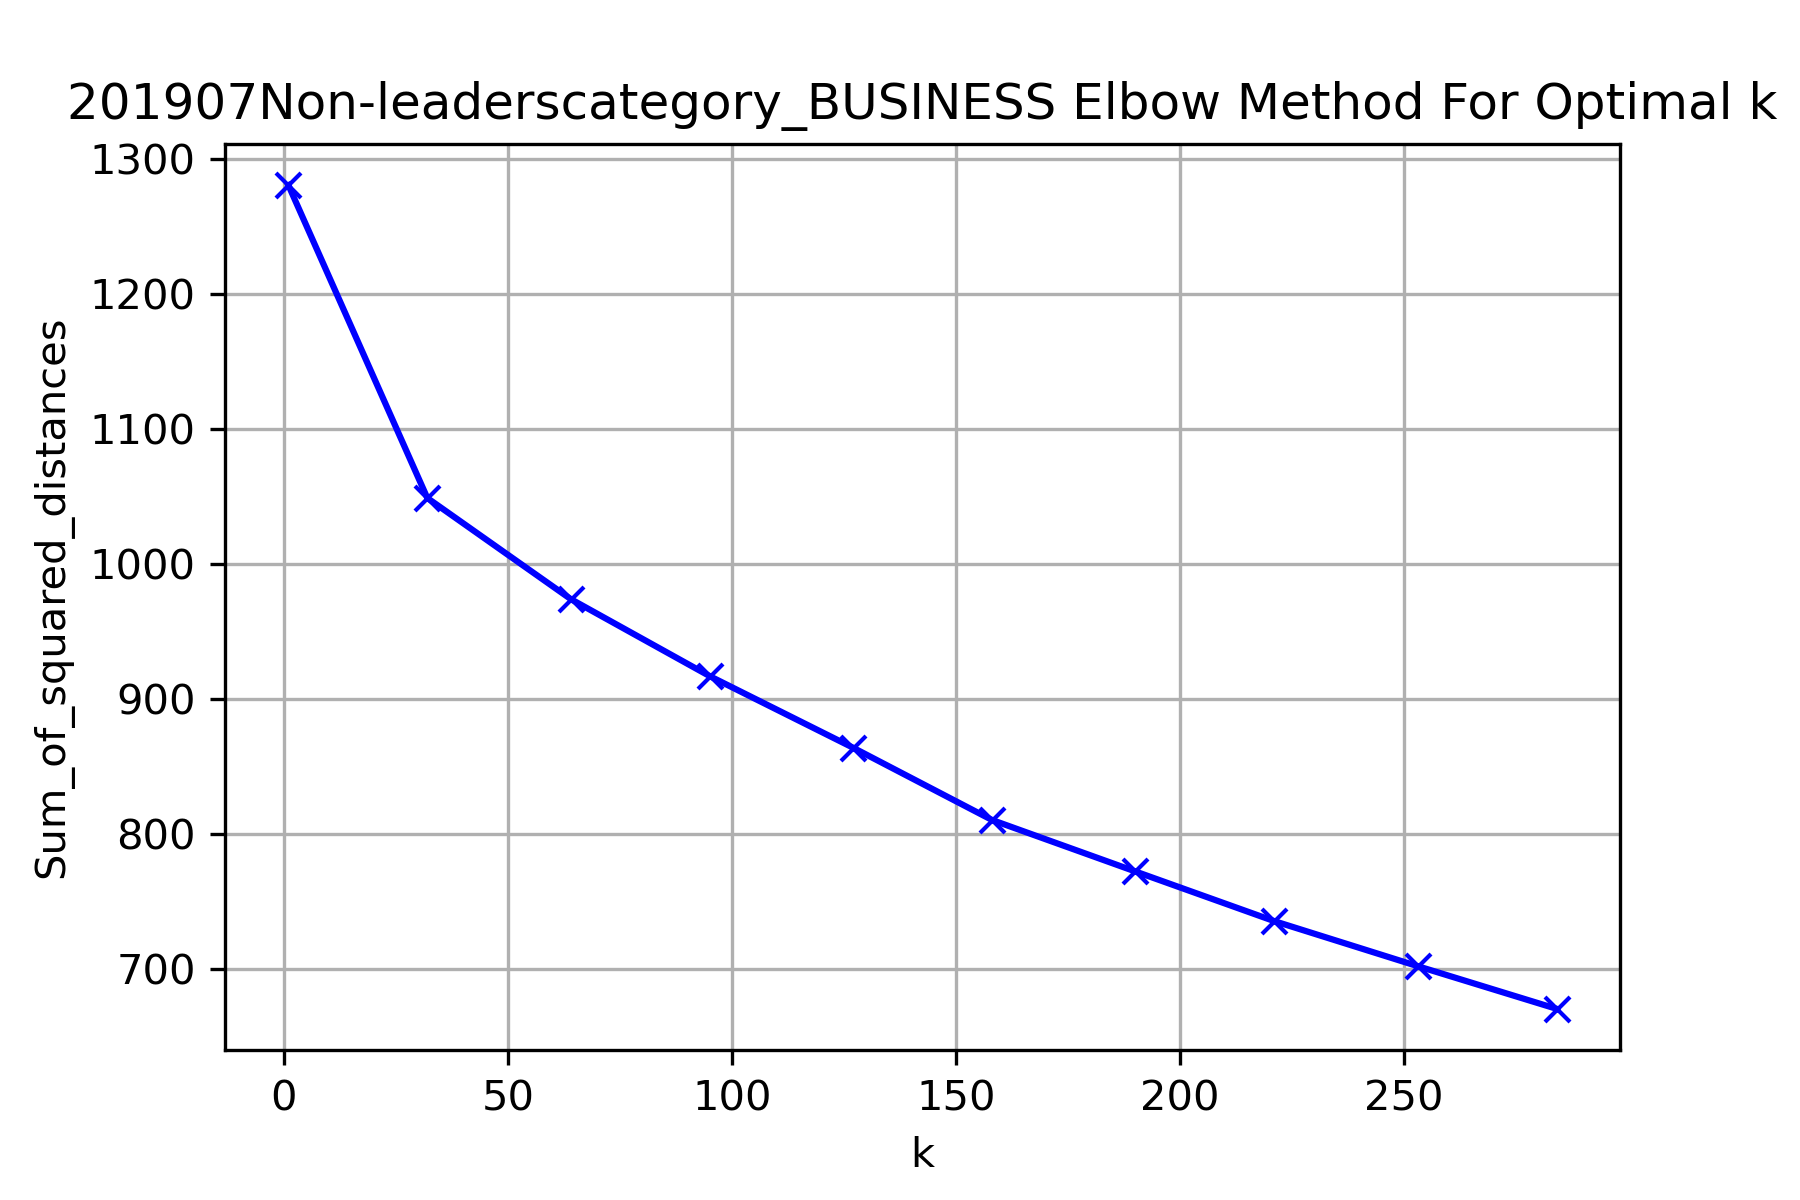 201907Non-leaderscategory_BUSINESS Elbow Method For Optimal k
1300
1200
1100
1000
900
800
700
Sum_of_squared_distances
0 50 100 150 200 250
k